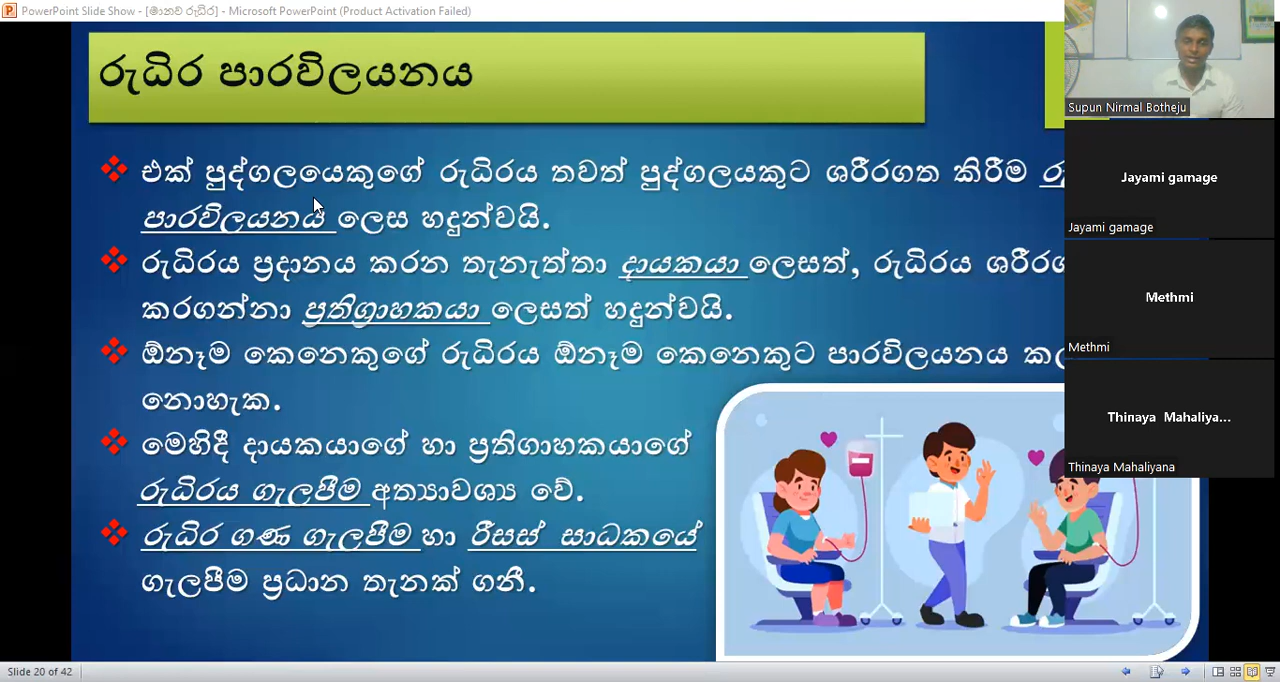 PowerPoint Slide Show - [මානව රුධිර] - Microsoft PowerPoint (Product Activation Failed)
රුධිර පාරවිලයනය
එක් පුද්ගලයෙකුගේ රුධිරය තවත් පුද්ගලයකුට ශරීරගත කිරීම
පාරවිලයනය ලෙස හඳුන්වයි.
රුධිරය ප්‍රදානය කරන තැනැත්තා දායකයා ලෙසත්, රුධිරය
කරගන්නා ප්‍රතිග්‍රාහකයා ලෙසත් හඳුන්වයි.
ඕනෑම කෙනෙකුගේ රුධිරය ඕනෑම කෙනෙකුට පාරවිලයනය
නොහැක.
මෙහිදී දායකයාගේ හා ප්‍රතිගාහකයාගේ
රුධිරය ගැලපීම අත්‍යාවශ්‍ය වේ.
රුධිර ගණ ගැලපීම හා රීසස් සාධකයේ
ගැලපීම ප්‍රධාන තැනක් ගනී.
Supun Nirmal Botheju
Jayami gamage
Jayami gamage
Methmi
Methmi
Thinaya Mahaliya...
Thinaya Mahaliyana
Slide 20 of 42